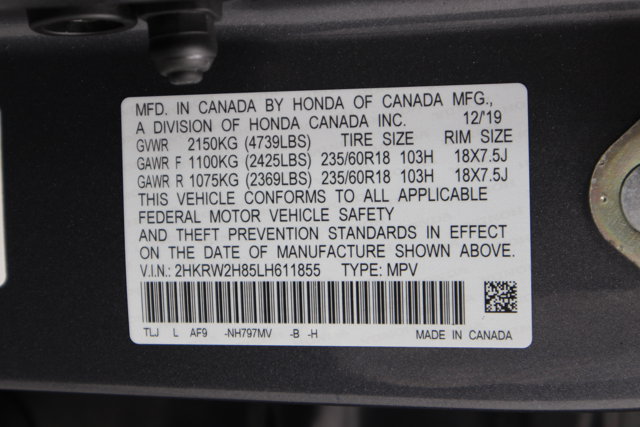 MFD. IN CANADA BY HONDA OF CANADA MFG.,
A DIVISION OF HONDA CANADA INC. 12/'19
GVWR 2150KG (4739LBS) TIRE SIZE RIM SIZE
GAWR F 1100KG (2425LBS) 235/60R18 103H 18X7.5J
GAWR R 1075KG (2369LBS) 235/60R18 103H 18X7.5J
THIS VEHICLE CONFORMS TO ALL APPLICABLE
FEDERAL MOTOR VEHICLE SAFETY
AND THEFT PREVENTION STANDARDS IN EFFECT
ON THE DATE OF MANUFACTURE SHOWN ABOVE.
V.I.N.: 2HKRW2H85LH611855 TYPE: MPV
TLJ L AF9 -NH797MV -B -H MADE IN CANADA